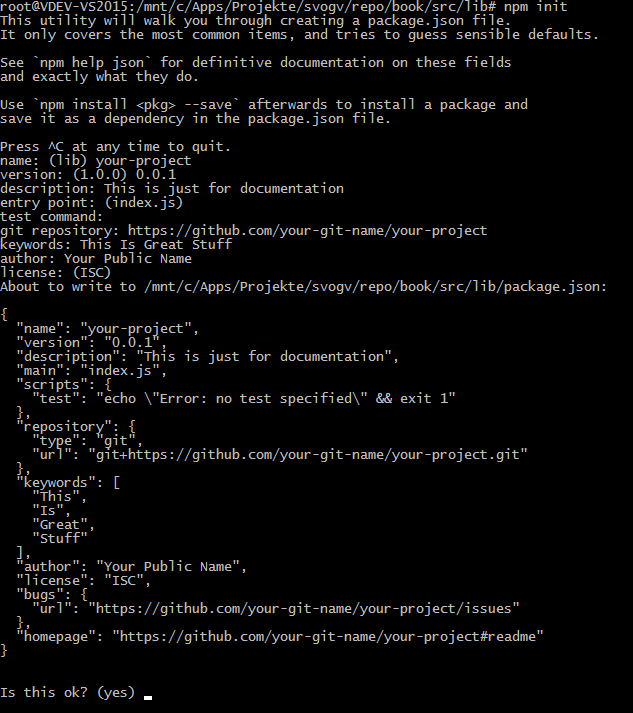 root@VDEV-VS2015:/mnt/c/Apps/Projekte/svogv/repo/book/src/lib# npm init
This utility will walk you through creating a package.json file.
It only covers the most common items, and tries to guess sensible defaults.

See `npm help json` for definitive documentation on these fields
and exactly what they do.

Use `npm install <pkg> --save` afterwards to install a package and
save it as a dependency in the package.json file.

Press ^C at any time to quit.
name: (lib) your-project
version: (1.0.0) 0.0.1
description: This is just for documentation
entry point: (index.js)
test command:
git repository: https://github.com/your-git-name/your-project
keywords: This Is Great Stuff
author: Your Public Name
license: (ISC)
About to write to /mnt/c/Apps/Projekte/svogv/repo/book/src/lib/package.json:

{
  "name": "your-project",
  "version": "0.0.1",
  "description": "This is just for documentation",
  "main": "index.js",
  "scripts": {
    "test": "echo \"Error: no test specified\" && exit 1"
  },
  "repository": {
    "type": "git",
    "url": "git+https://github.com/your-git-name/your-project.git"
  },
  "keywords": [
    "This",
    "Is",
    "Great",
    "Stuff"
  ],
  "author": "Your Public Name",
  "license": "ISC",
  "bugs": {
    "url": "https://github.com/your-git-name/your-project/issues"
  },
  "homepage": "https://github.com/your-git-name/your-project#readme"
}

Is this ok? (yes)